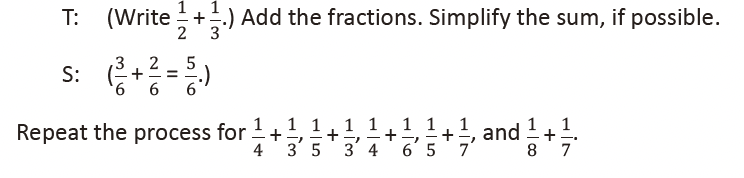 T: (Write 1/2 + 1/3.) Add the fractions. Simplify the sum, if possible.
S: (3/6 + 2/6 = 5/6.)
Repeat the process for 1/4 + 1/3, 1/5 + 1/3, 1/4 + 1/6, 1/5 + 1/7, and 1/8 + 1/7.